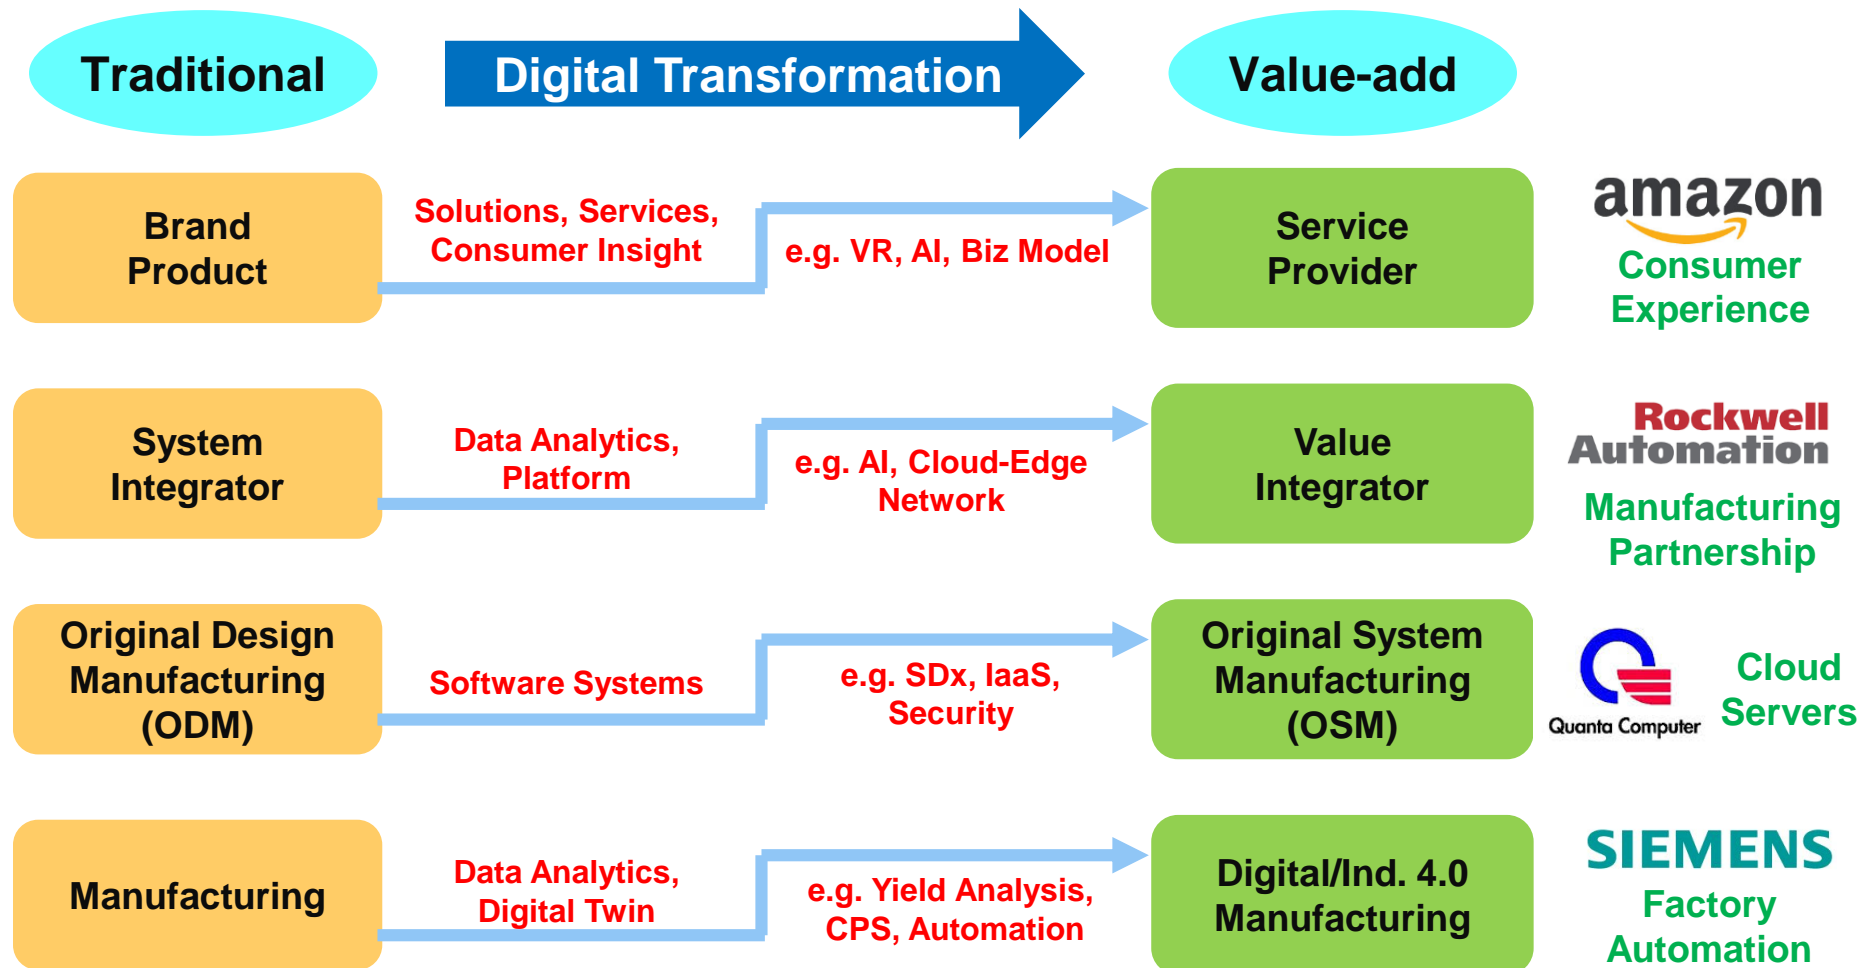 Traditional
Digital Transformation
Value-add
Brand
Product
Solutions, Services,
Consumer Insight
e.g. VR, AI, Biz Model
Service
Provider
amazon
Consumer
Experience
System
Integrator
Data Analytics,
Platform
e.g. AI, Cloud-Edge
Network
Value
Integrator
Rockwell
Automation
Manufacturing
Partnership
Original Design
Manufacturing
(ODM)
Software Systems
e.g. SDx, IaaS,
Security
Original System
Manufacturing
(OSM)
Quanta Computer
Cloud
Servers
Manufacturing
Data Analytics,
Digital Twin
e.g. Yield Analysis,
CPS, Automation
Digital/Ind. 4.0
Manufacturing
SIEMENS
Factory
Automation